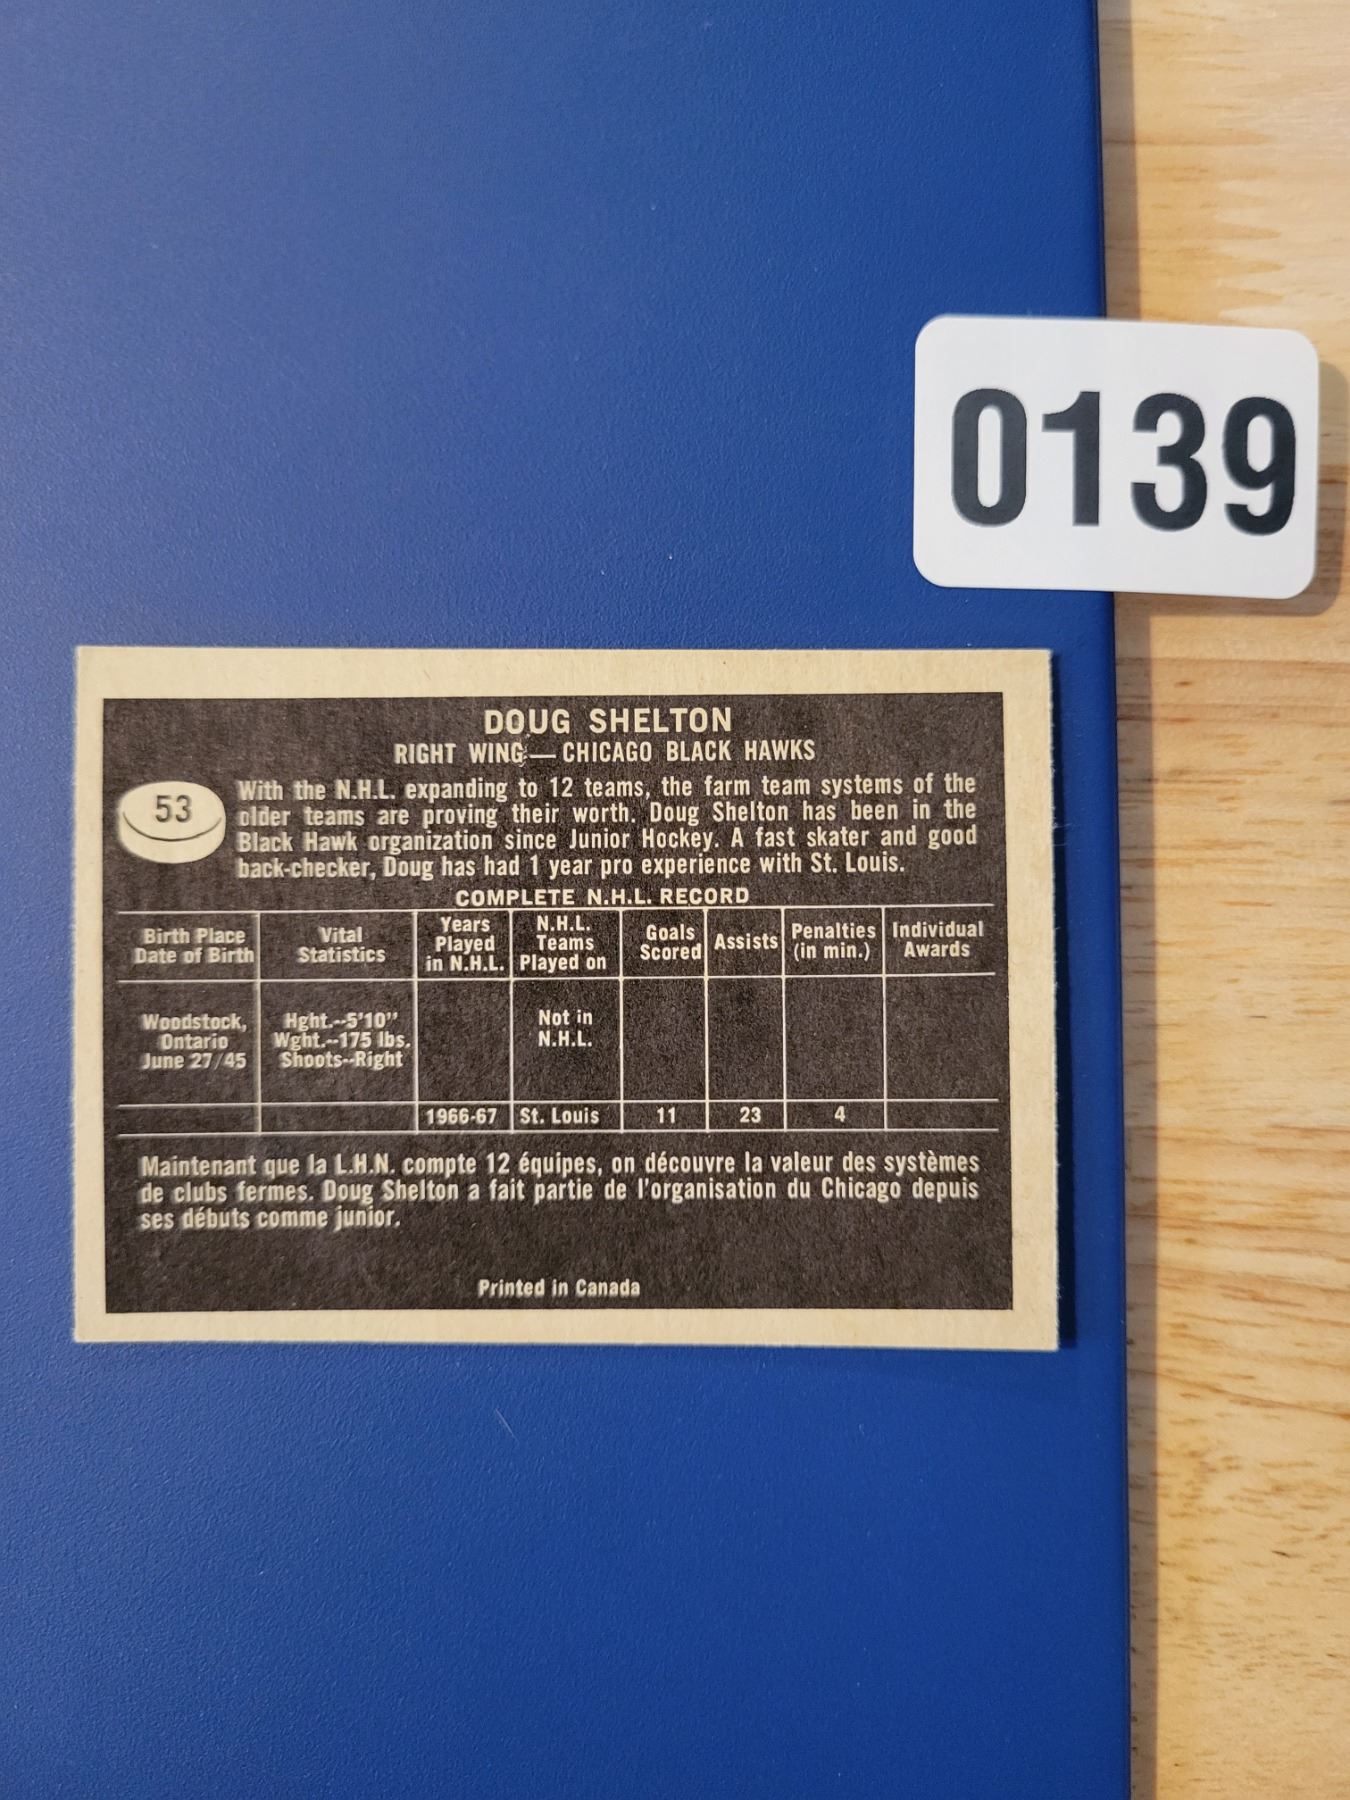 0139
DOUG SHELTON
RIGHT WING — CHICAGO BLACK HAWKS
53
With the N.H.L. expanding to 12 teams, the farm team systems of the
older teams are proving their worth. Doug Shelton has been in the
Black Hawk organization since Junior Hockey. A fast skater and good
back-checker, Doug has had 1 year pro experience with St. Louis.
COMPLETE N.H.L. RECORD
Birth Place
Date of Birth
Vital
Statistics
Years
Played
in N.H.L.
N.H.L.
Teams
Played on
Goals
Scored
Assists
Penalties
(in min.)
Individual
Awards
Woodstock,
Ontario
June 27/45
Hght.--5'10"
Wght.--175 lbs.
Shoots--Right
Not in
N.H.L.
1966-67 St. Louis 11 23 4
Maintenant que la L.H.N. compte 12 équipes, on découvre la valeur des systèmes
de clubs fermes. Doug Shelton a fait partie de l'organisation du Chicago depuis
ses débuts comme junior.
Printed in Canada